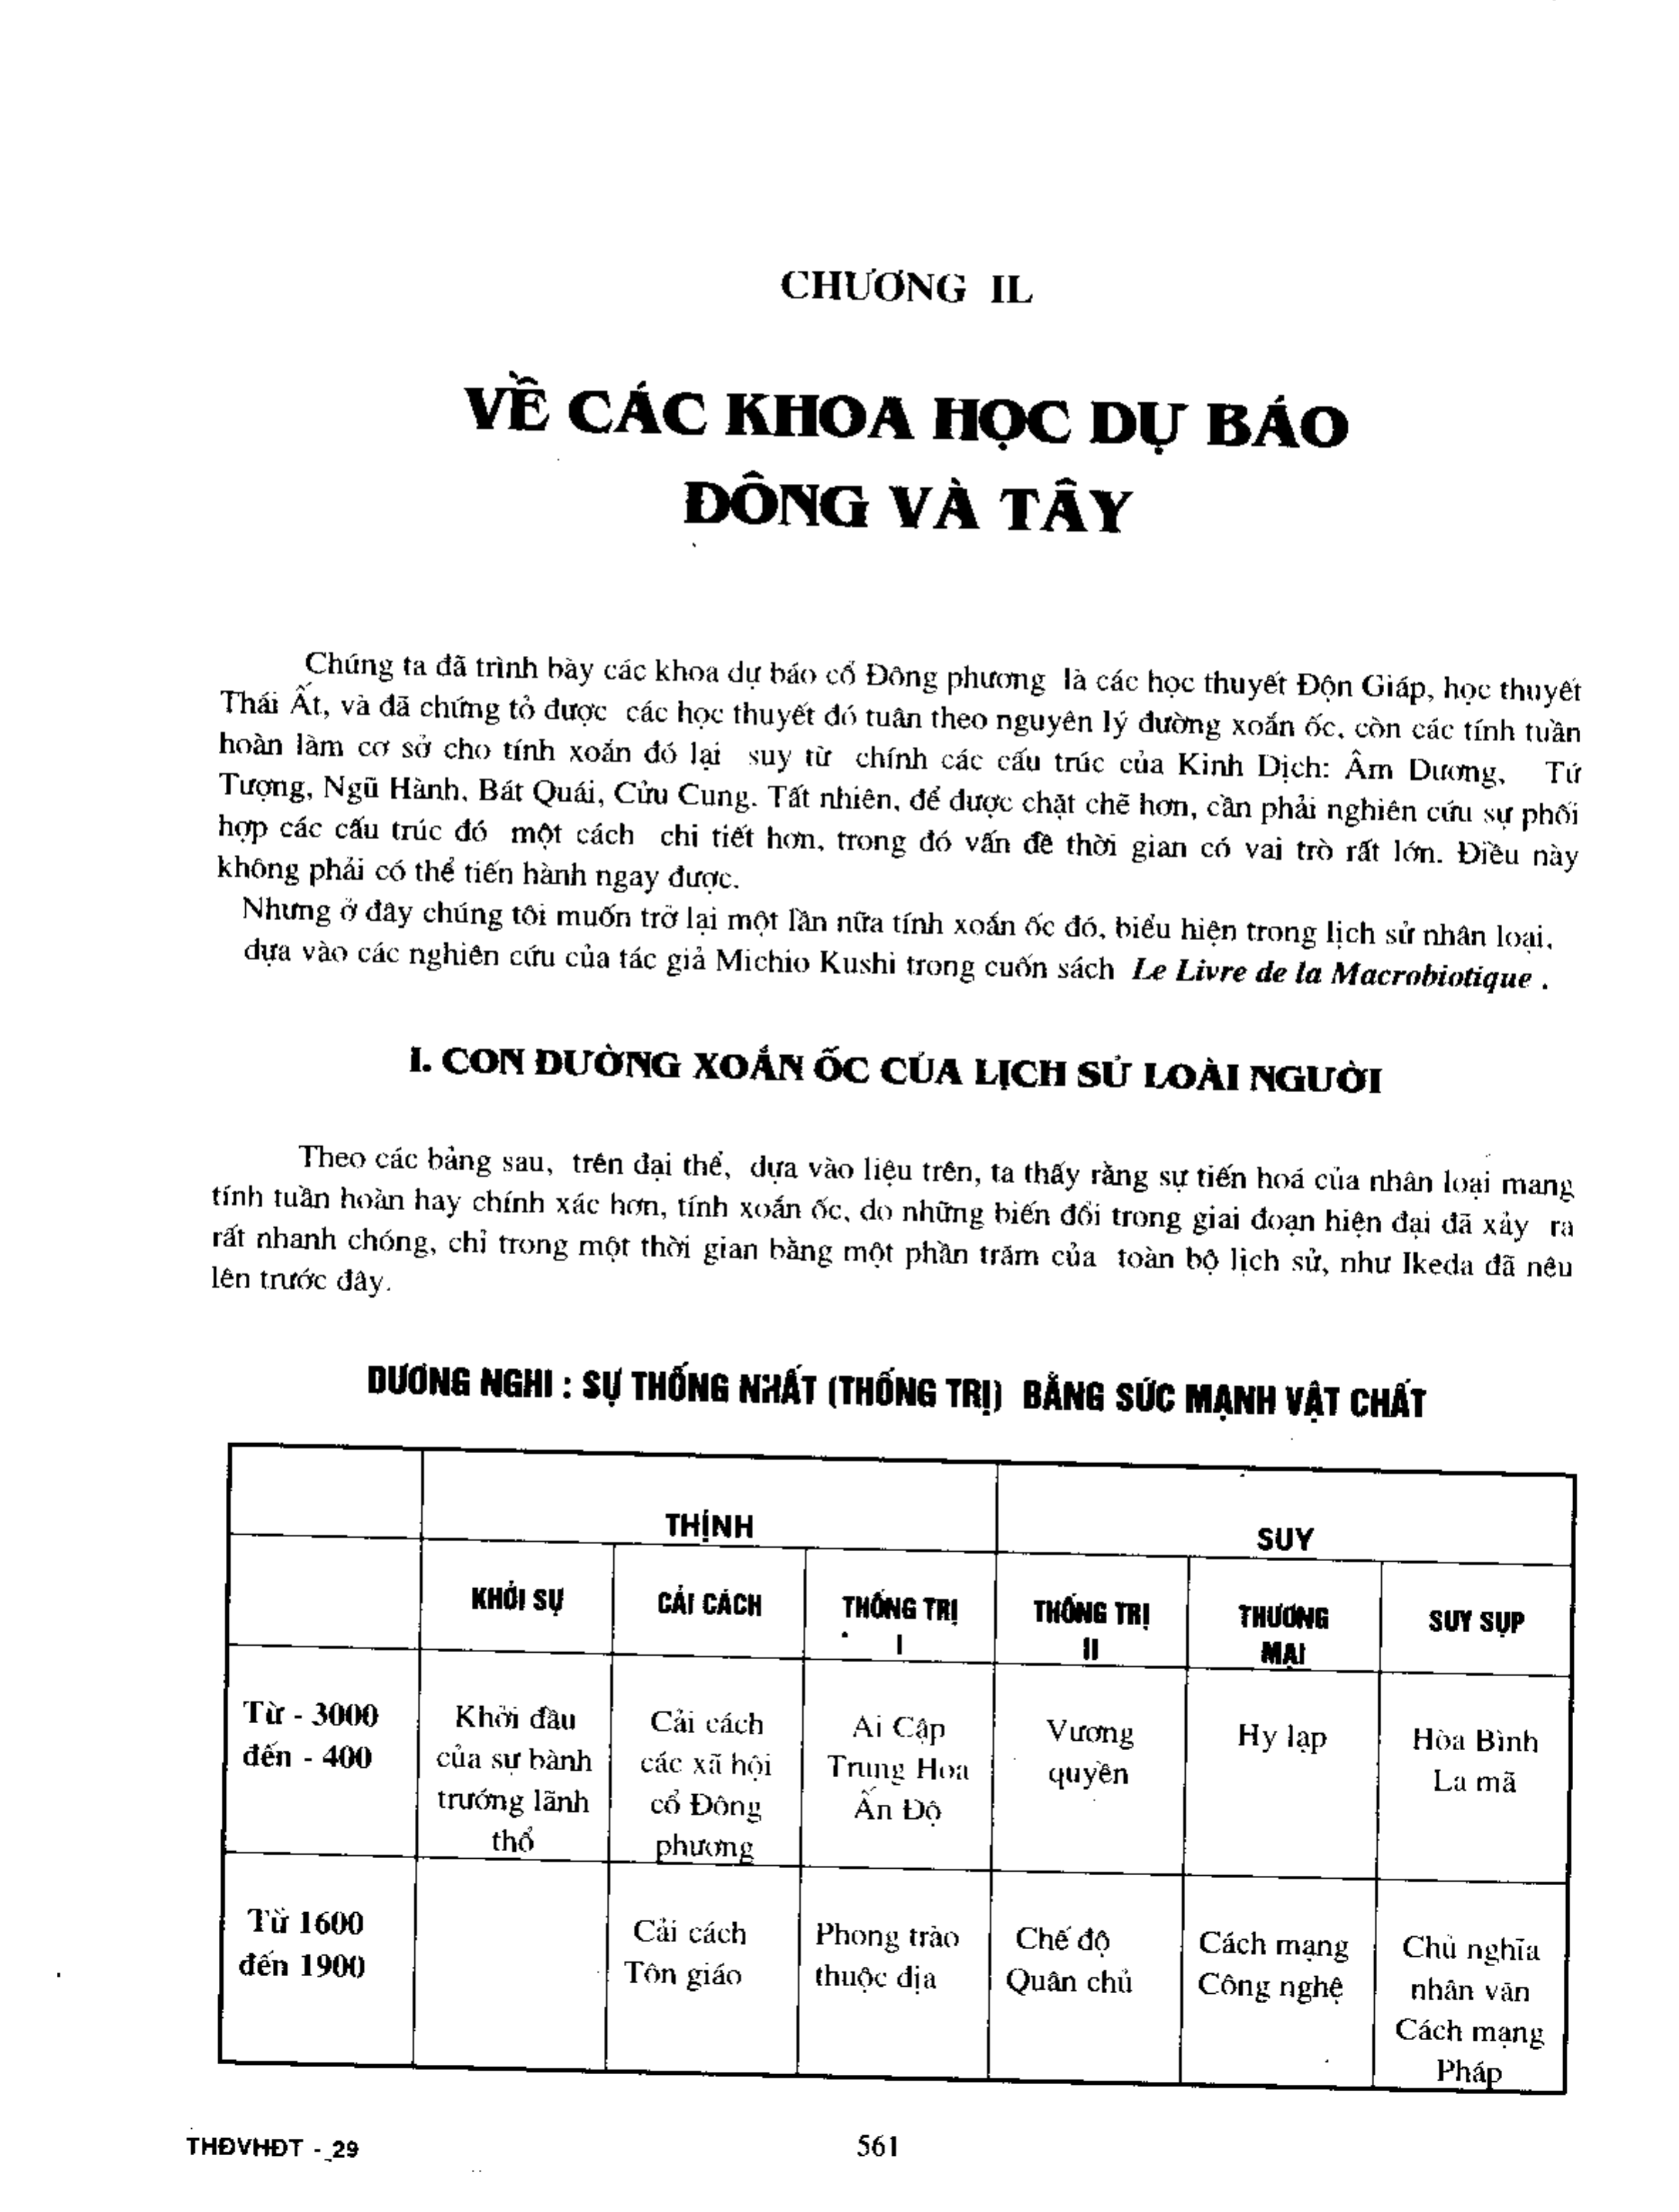 CHƯƠNG IL
VỀ CÁC KHOA HỌC DỰ BÁO
ĐÔNG VÀ TÂY
Chúng ta đã trình bày các khoa dự báo cổ Đông phương là các học thuyết Độn Giáp, học thuyết
Thái Ất, và đã chứng tỏ được các học thuyết đó tuân theo nguyên lý đường xoắn ốc, còn các tính tuần
hoàn làm cơ sở cho tính xoắn đó lại suy từ chính các cấu trúc của Kinh Dịch: Âm Dương, Tứ
Tượng, Ngũ Hành, Bát Quái, Cửu Cung. Tất nhiên, để được chặt chẽ hơn, cần phải nghiên cứu sự phối
hợp các cấu trúc đó một cách chi tiết hơn, trong đó vấn đề thời gian có vai trò rất lớn. Điều này
không phải có thể tiến hành ngay được.
Nhưng ở đây chúng tôi muốn trở lại một lần nữa tính xoắn ốc đó, biểu hiện trong lịch sử nhân loại,
dựa vào các nghiên cứu của tác giả Michio Kushi trong cuốn sách Le Livre de la Macrobiotique .
I. CON ĐƯỜNG XOẮN ỐC CỦA LỊCH SỬ LOÀI NGƯỜI
Theo các bảng sau, trên đại thể, dựa vào liệu trên, ta thấy rằng sự tiến hoá của nhân loại mang
tính tuần hoàn hay chính xác hơn, tính xoắn ốc, do những biến đổi trong giai đoạn hiện đại đã xảy ra
rất nhanh chóng, chỉ trong một thời gian bằng một phần trăm của toàn bộ lịch sử, như Ikeda đã nêu
lên trước đây.
DƯƠNG NGHI : SỰ THỐNG NHẤT (THỐNG TRỊ) BẰNG SỨC MẠNH VẬT CHẤT
THỊNH
SUY
KHỞI SỰ
CẢI CÁCH
THỐNG TRỊ
I
THỐNG TRỊ
II
THƯƠNG
MẠI
SUY SỤP
Từ - 3000
đến - 400
Khởi đầu
của sự bành
trướng lãnh
thổ
Cải cách
các xã hội
cổ Đông
phương
Ai Cập
Trung Hoa
Ấn Độ
Vương
quyền
Hy lạp
Hòa Bình
La mã
Từ 1600
đến 1900
Cải cách
Tôn giáo
Phong trào
thuộc địa
Chế độ
Quân chủ
Cách mạng
Công nghệ
Chủ nghĩa
nhân văn
Cách mạng
Pháp
THĐVHĐT - 29
561